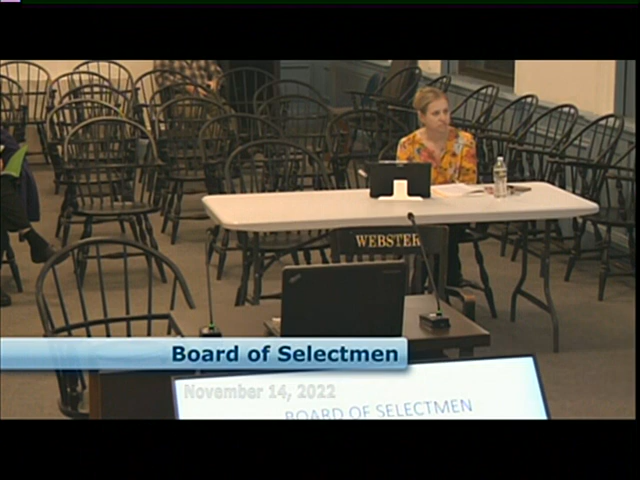 WEBSTER
Board of Selectmen
November 14, 2022
BOARD OF SELECTMEN